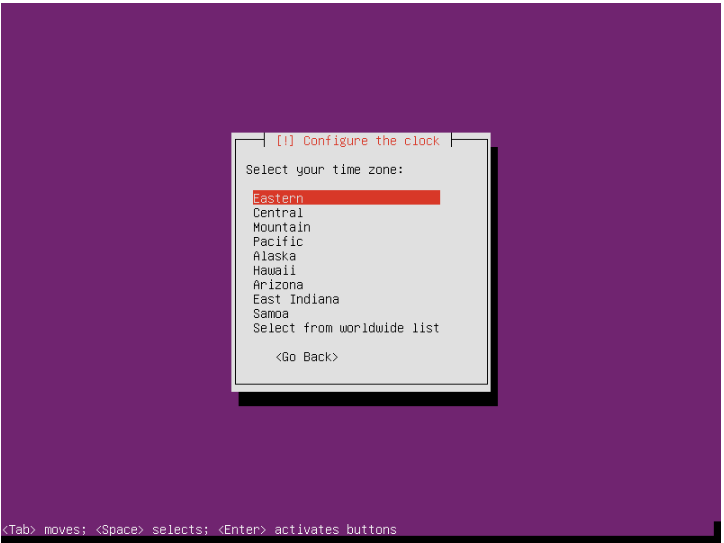 [!] Configure the clock
Select your time zone:
Eastern
Central
Mountain
Pacific
Alaska
Hawaii
Arizona
East Indiana
Samoa
Select from worldwide list
<Go Back>
<Tab> moves; <Space> selects; <Enter> activates buttons